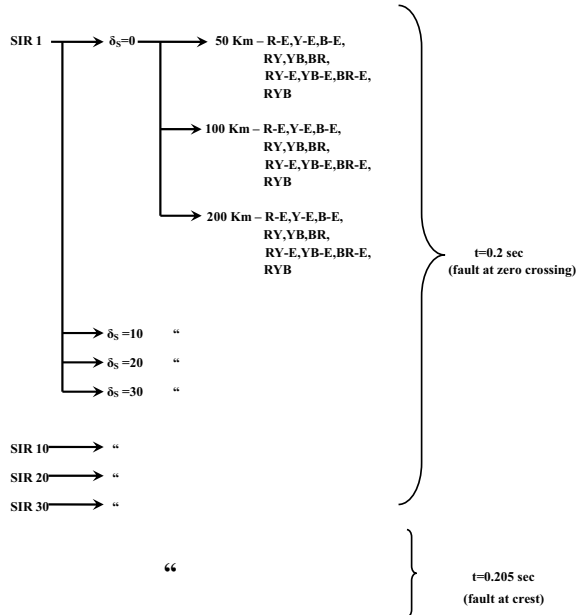 SIR 1
δS=0
50 Km – R-E,Y-E,B-E,
RY,YB,BR,
RY-E,YB-E,BR-E,
RYB
100 Km – R-E,Y-E,B-E,
RY,YB,BR,
RY-E,YB-E,BR-E,
RYB
200 Km – R-E,Y-E,B-E,
RY,YB,BR,
RY-E,YB-E,BR-E,
RYB
t=0.2 sec
(fault at zero crossing)
δS =10 “
δS =20 “
δS =30 “
SIR 10 “
SIR 20 “
SIR 30 “
“
t=0.205 sec
(fault at crest)